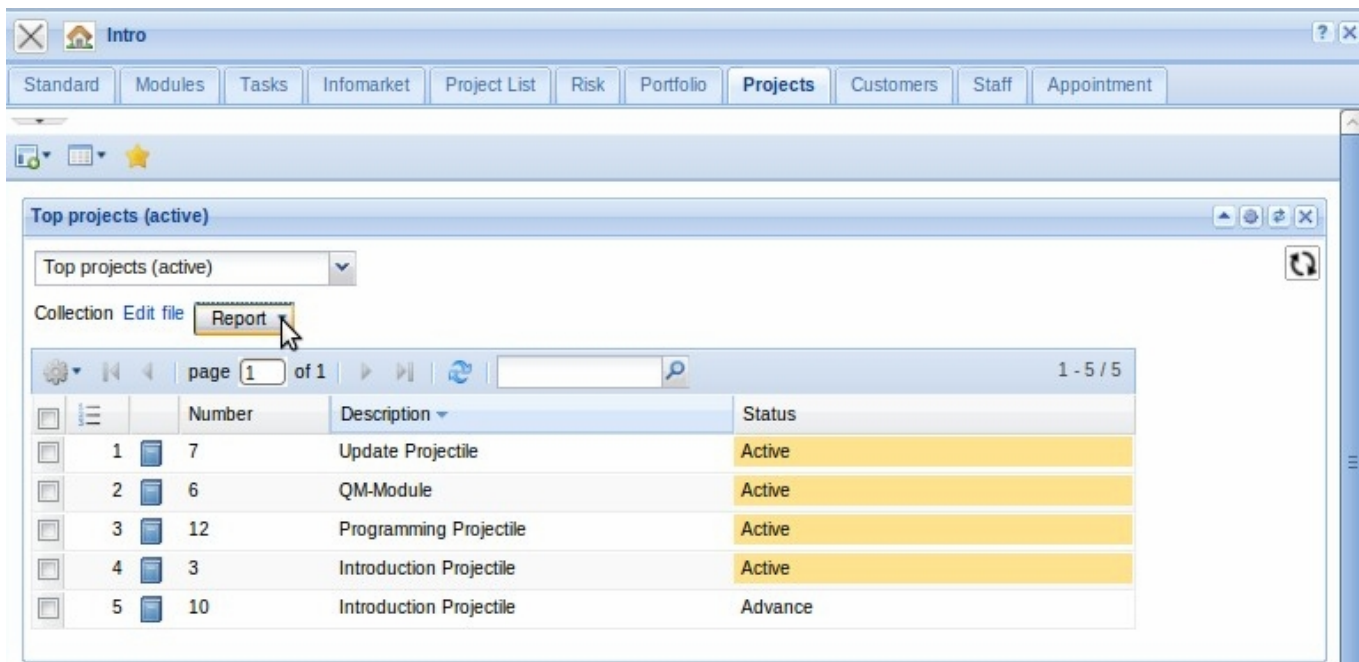 Intro ?
Standard Modules Tasks Infomarket Project List Risk Portfolio Projects Customers Staff Appointment
Top projects (active)
Top projects (active)
Collection Edit file Report
page 1 of 1 1 - 5 / 5
Number Description Status
1 7 Update Projectile Active
2 6 QM-Module Active
3 12 Programming Projectile Active
4 3 Introduction Projectile Active
5 10 Introduction Projectile Advance